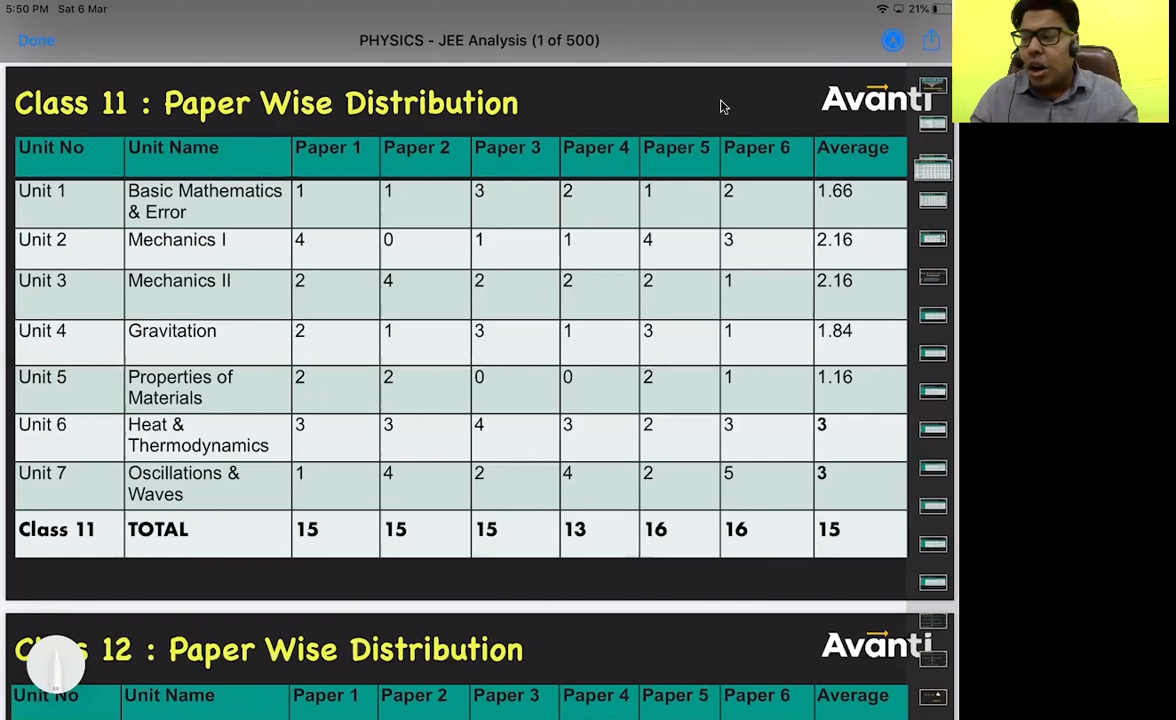 5:50 PM Sat 6 Mar
21%
Done
PHYSICS - JEE Analysis (1 of 500)
Class 11 : Paper Wise Distribution
Avanti
Unit No Unit Name Paper 1 Paper 2 Paper 3 Paper 4 Paper 5 Paper 6 Average
Unit 1 Basic Mathematics 1 1 3 2 1 2 1.66
& Error
Unit 2 Mechanics I 4 0 1 1 4 3 2.16
Unit 3 Mechanics II 2 4 2 2 2 1 2.16
Unit 4 Gravitation 2 1 3 1 3 1 1.84
Unit 5 Properties of 2 2 0 0 2 1 1.16
Materials
Unit 6 Heat & 3 3 4 3 2 3 3
Thermodynamics
Unit 7 Oscillations & 1 4 2 4 2 5 3
Waves
Class 11 TOTAL 15 15 15 13 16 16 15
12 : Paper Wise Distribution
Avanti
Unit No Unit Name Paper 1 Paper 2 Paper 3 Paper 4 Paper 5 Paper 6 Average